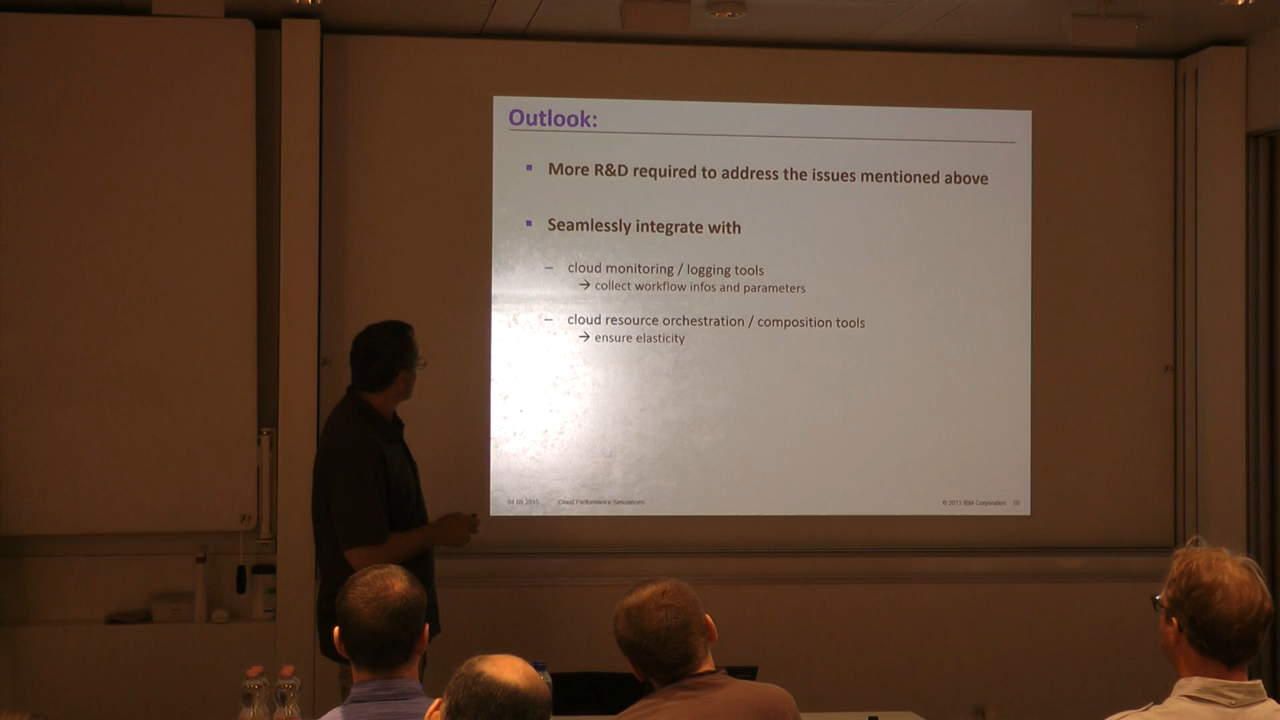 Outlook:
More R&D required to address the issues mentioned above
Seamlessly integrate with
– cloud monitoring / logging tools
→ collect workflow infos and parameters
– cloud resource orchestration / composition tools
→ ensure elasticity
Cloud Performance Simulations
© 2013 IBM Corporation 50